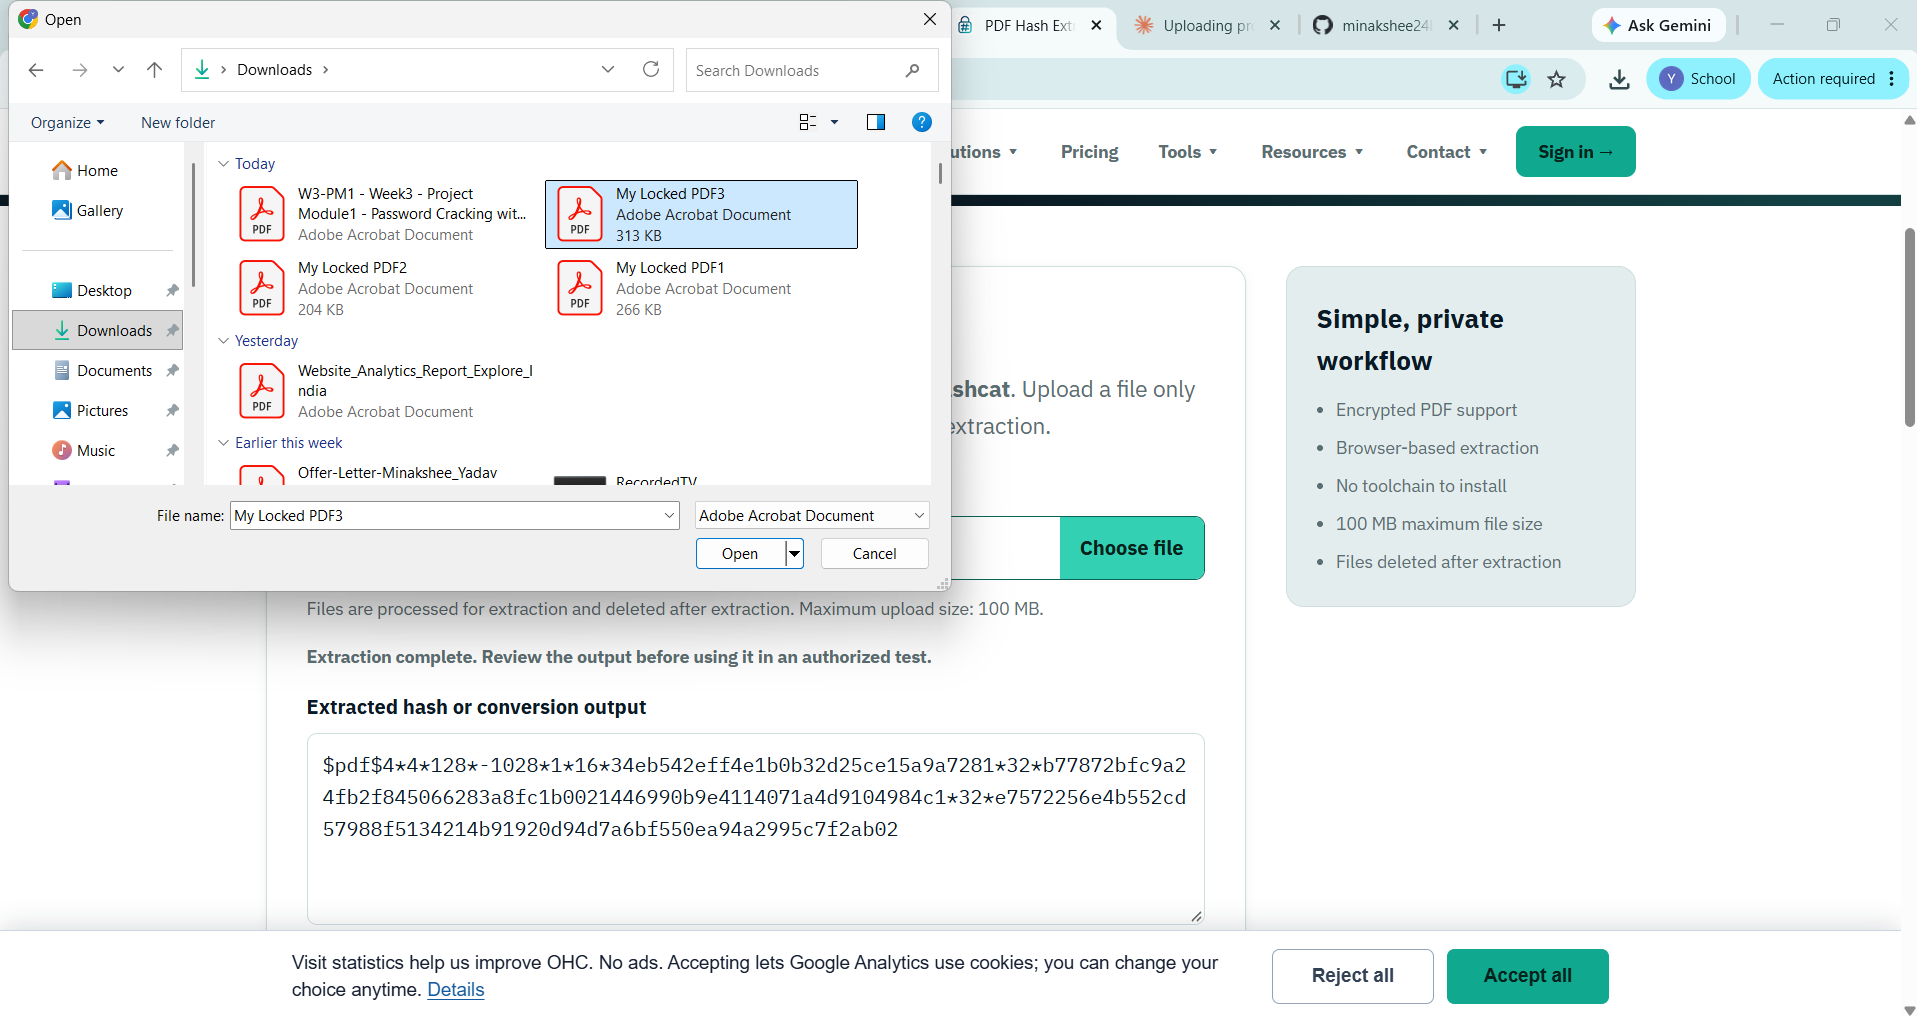 Open
PDF Hash Ext
Uploading pr
minakshee24
Ask Gemini
Downloads
Search Downloads
Y School
Action required
Organize
New folder
utions
Pricing
Tools
Resources
Contact
Sign in →
Home
Gallery
Desktop
Downloads
Documents
Pictures
Music
Today
W3-PM1 - Week3 - Project
Module1 - Password Cracking wit...
Adobe Acrobat Document
My Locked PDF3
Adobe Acrobat Document
313 KB
My Locked PDF2
Adobe Acrobat Document
204 KB
My Locked PDF1
Adobe Acrobat Document
266 KB
Yesterday
Website_Analytics_Report_Explore_I
ndia
Adobe Acrobat Document
Earlier this week
Offer-Letter-Minakshee_Yadav
RecordedTV
PDF
PDF
PDF
PDF
PDF
File name:
My Locked PDF3
Adobe Acrobat Document
Open
Cancel
shcat. Upload a file only
extraction.
Choose file
Files are processed for extraction and deleted after extraction. Maximum upload size: 100 MB.
Extraction complete. Review the output before using it in an authorized test.
Extracted hash or conversion output
$pdf$4*4*128*-1028*1*16*34eb542eff4e1b0b32d25ce15a9a7281*32*b77872bfc9a2
4fb2f845066283a8fc1b0021446990b9e4114071a4d9104984c1*32*e7572256e4b552cd
57988f5134214b91920d94d7a6bf550ea94a2995c7f2ab02
Simple, private
workflow
• Encrypted PDF support
• Browser-based extraction
• No toolchain to install
• 100 MB maximum file size
• Files deleted after extraction
Visit statistics help us improve OHC. No ads. Accepting lets Google Analytics use cookies; you can change your
choice anytime. Details
Reject all
Accept all